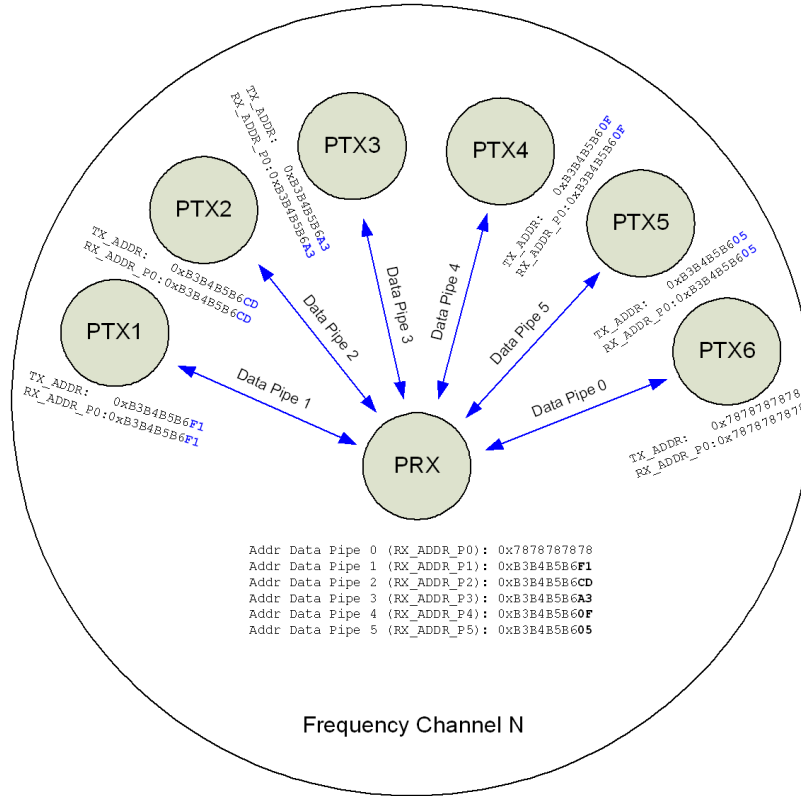 PTX3
TX_ADDR: 0xB3B4B5B6A3
RX_ADDR_P0:0xB3B4B5B6A3
PTX4
TX_ADDR: 0xB3B4B5B60F
RX_ADDR_P0:0xB3B4B5B60F
PTX2
TX_ADDR: 0xB3B4B5B6CD
RX_ADDR_P0:0xB3B4B5B6CD
PTX5
TX_ADDR: 0xB3B4B5B605
RX_ADDR_P0:0xB3B4B5B605
PTX1
TX_ADDR: 0xB3B4B5B6F1
RX_ADDR_P0:0xB3B4B5B6F1
PTX6
TX_ADDR: 0x7878787878
RX_ADDR_P0:0x7878787878
Data Pipe 1
Data Pipe 2
Data Pipe 3
Data Pipe 4
Data Pipe 5
Data Pipe 0
PRX
Addr Data Pipe 0 (RX_ADDR_P0): 0x7878787878
Addr Data Pipe 1 (RX_ADDR_P1): 0xB3B4B5B6F1
Addr Data Pipe 2 (RX_ADDR_P2): 0xB3B4B5B6CD
Addr Data Pipe 3 (RX_ADDR_P3): 0xB3B4B5B6A3
Addr Data Pipe 4 (RX_ADDR_P4): 0xB3B4B5B60F
Addr Data Pipe 5 (RX_ADDR_P5): 0xB3B4B5B605
Frequency Channel N